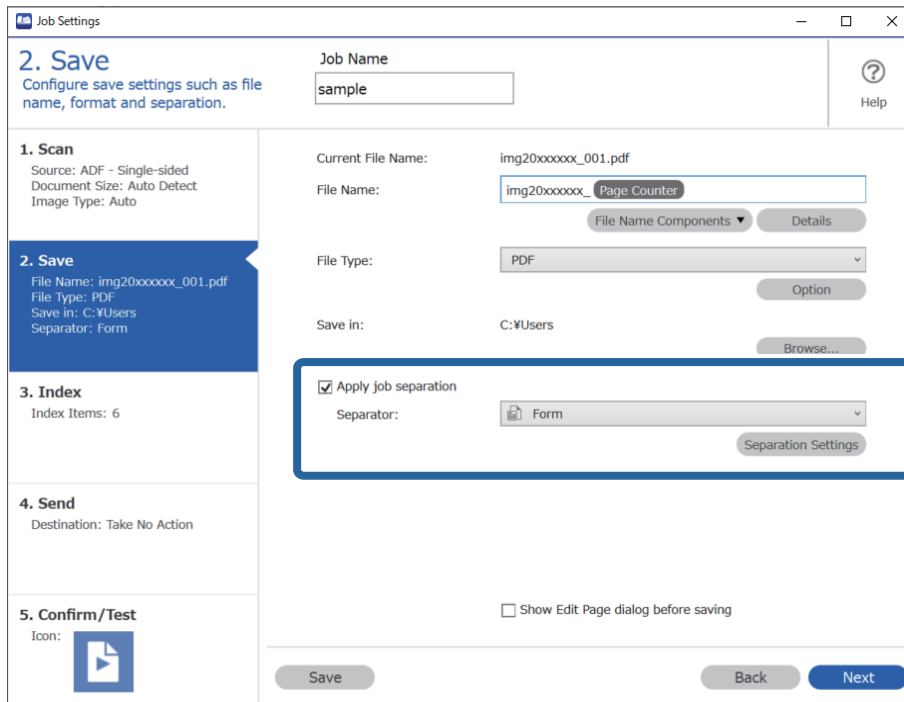 Job Settings
2. Save
Configure save settings such as file
name, format and separation.
Job Name
sample
Help
1. Scan
Source: ADF - Single-sided
Document Size: Auto Detect
Image Type: Auto
2. Save
File Name: img20xxxxxx_001.pdf
File Type: PDF
Save in: C:¥Users
Separator: Form
3. Index
Index Items: 6
4. Send
Destination: Take No Action
5. Confirm/Test
Icon:
Current File Name: img20xxxxxx_001.pdf
File Name: img20xxxxxx_ Page Counter
File Name Components ▼ Details
File Type: PDF
Option
Save in: C:¥Users
Browse...
Apply job separation
Separator: Form
Separation Settings
Show Edit Page dialog before saving
Save Back Next